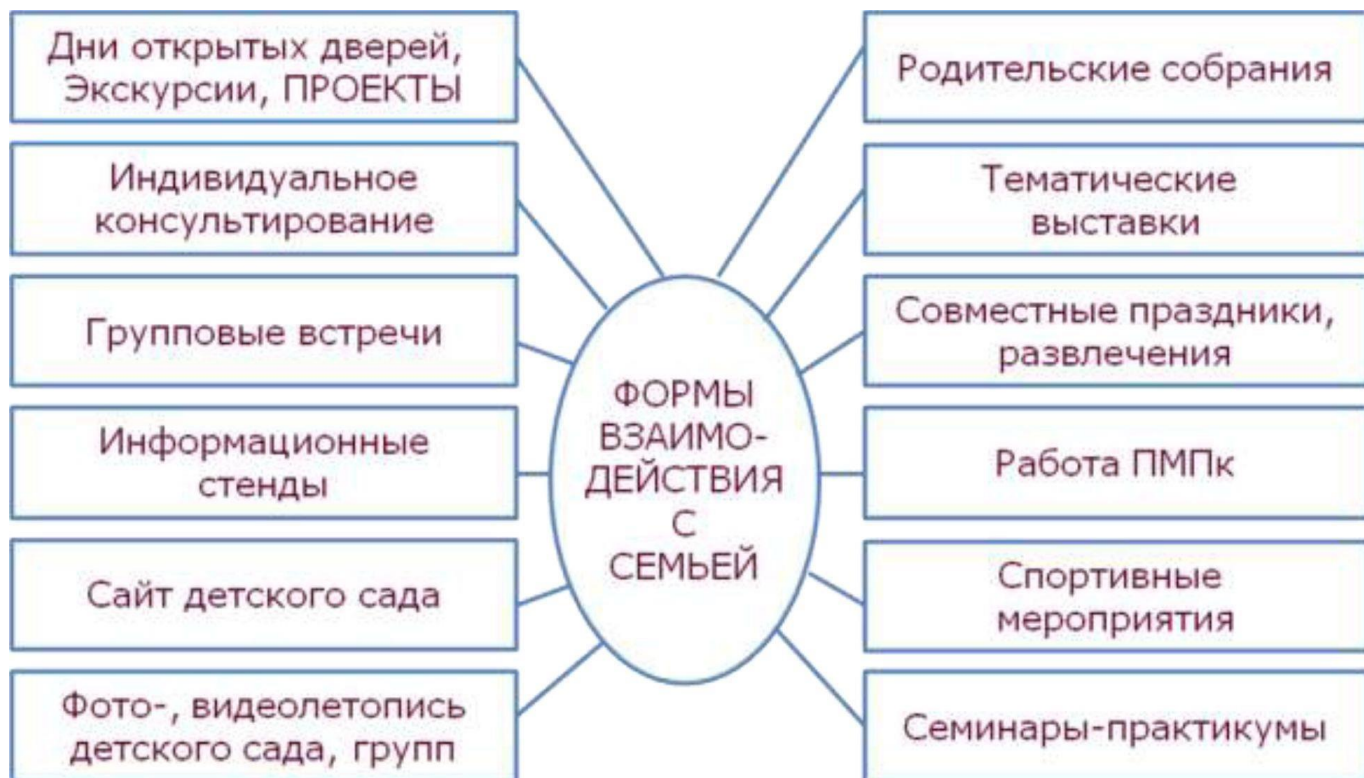 Дни открытых дверей,
Экскурсии, ПРОЕКТЫ
Индивидуальное
консультирование
Групповые встречи
Информационные
стенды
Сайт детского сада
Фото-, видеолетопись
детского сада, групп
ФОРМЫ
ВЗАИМО-
ДЕЙСТВИЯ
С
СЕМЬЕЙ
Родительские собрания
Тематические
выставки
Совместные праздники,
развлечения
Работа ПМПк
Спортивные
мероприятия
Семинары-практикумы